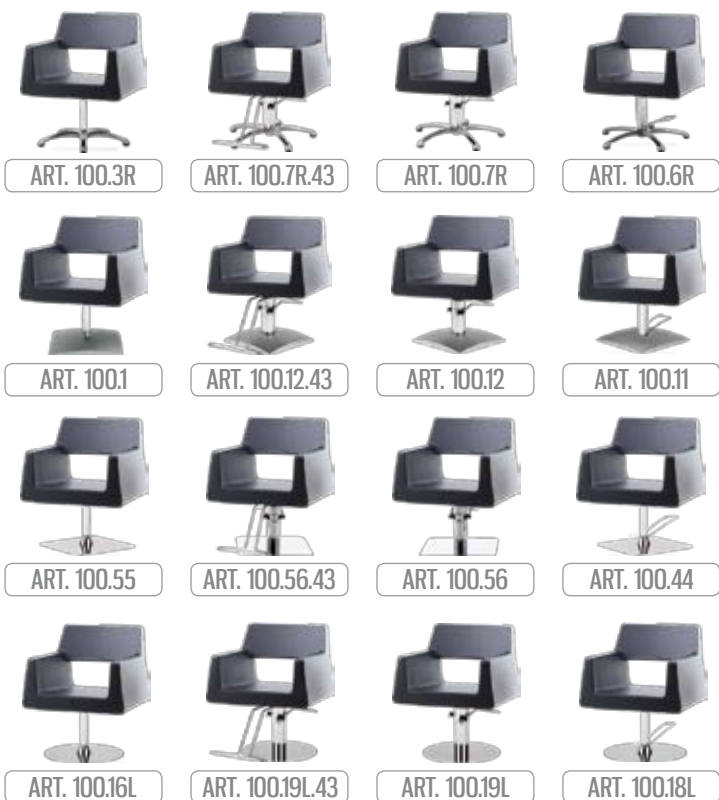 ART. 100.3R
ART. 100.7R.43
ART. 100.7R
ART. 100.6R
ART. 100.1
ART. 100.12.43
ART. 100.12
ART. 100.11
ART. 100.55
ART. 100.56.43
ART. 100.56
ART. 100.44
ART. 100.16L
ART. 100.19L.43
ART. 100.19L
ART. 100.18L